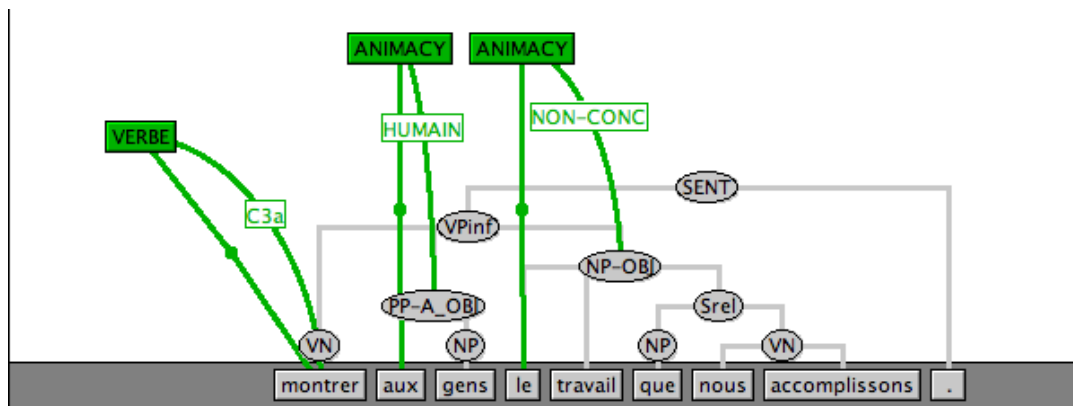 ANIMACY ANIMACY
VERBE HUMAIN NON-CONC
SENT
C3a VPinf
NP-OBJ
PP-A_OBJ Srel
VN NP NP VN
montrer aux gens le travail que nous accomplissons .